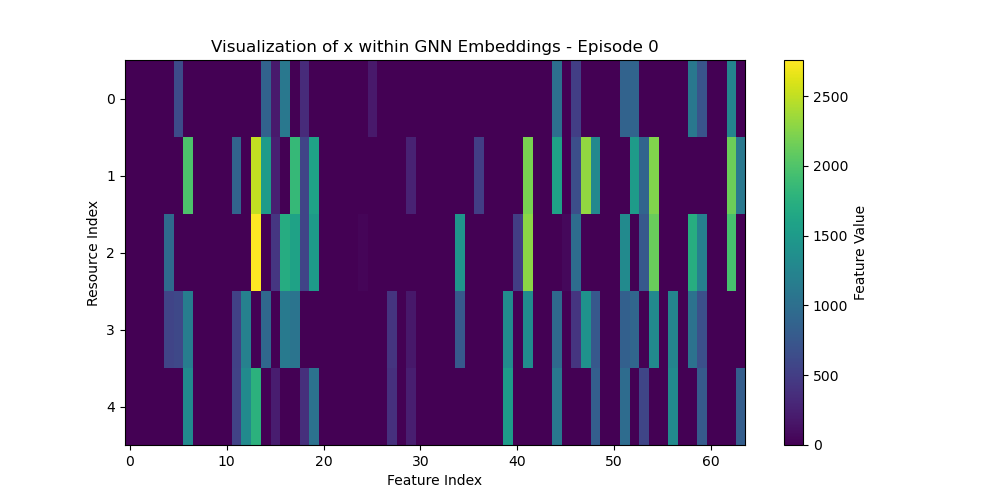 Visualization of x within GNN Embeddings - Episode 0
Resource Index
0
1
2
3
4
0 10 20 30 40 50 60
Feature Index
2500
2000
1500
1000
500
0
Feature Value